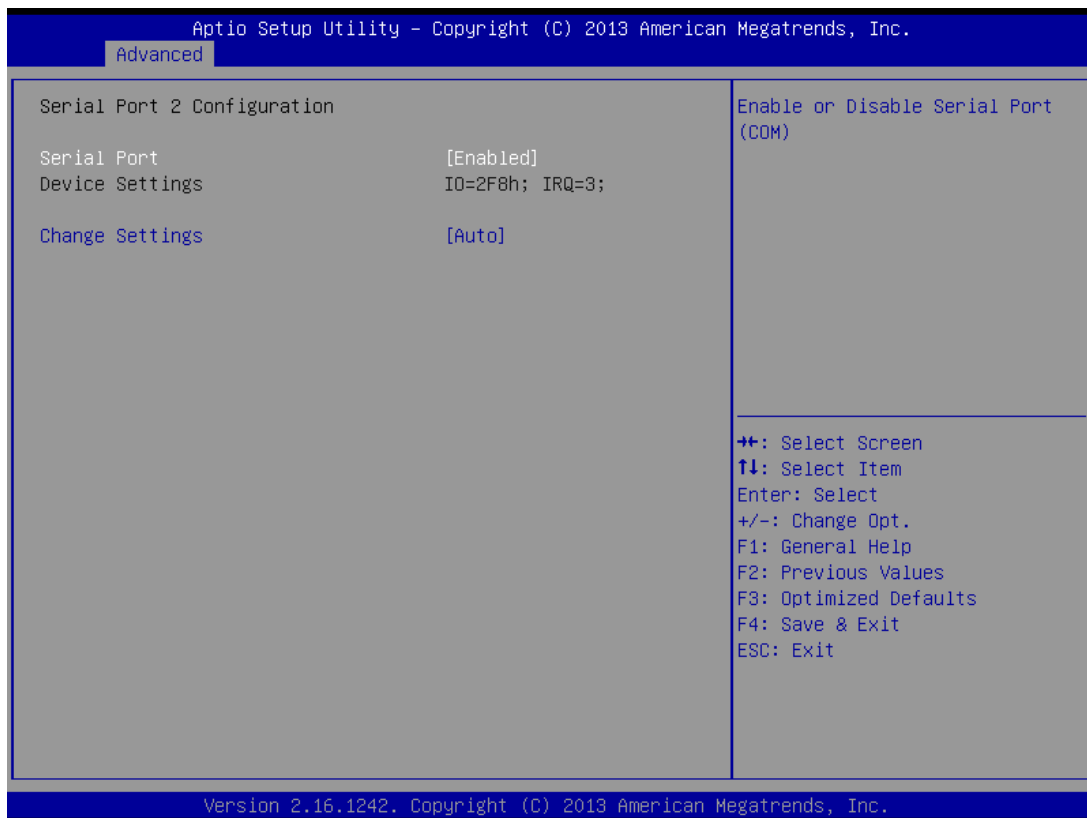 Aptio Setup Utility – Copyright (C) 2013 American Megatrends, Inc.
Advanced
Serial Port 2 Configuration
Serial Port [Enabled]
Device Settings IO=2F8h; IRQ=3;
Change Settings [Auto]
Enable or Disable Serial Port
(COM)
→←: Select Screen
↑↓: Select Item
Enter: Select
+/-: Change Opt.
F1: General Help
F2: Previous Values
F3: Optimized Defaults
F4: Save & Exit
ESC: Exit
Version 2.16.1242. Copyright (C) 2013 American Megatrends, Inc.